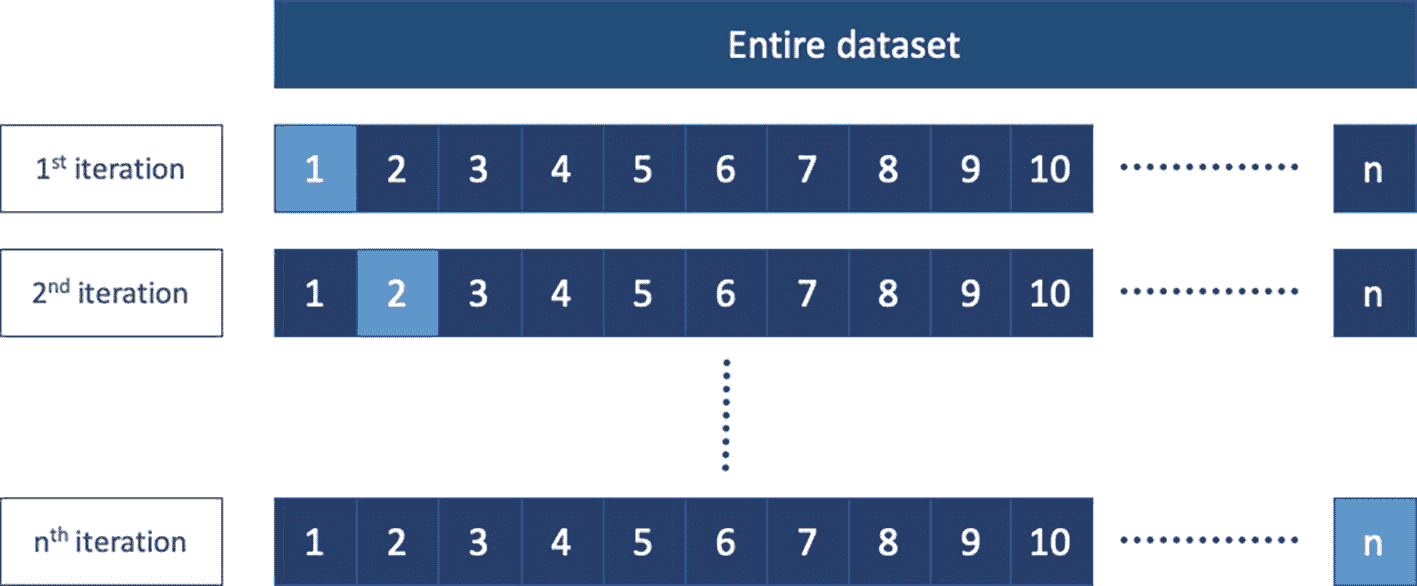 Entire dataset
1st iteration 1 2 3 4 5 6 7 8 9 10 n
2nd iteration 1 2 3 4 5 6 7 8 9 10 n
nth iteration 1 2 3 4 5 6 7 8 9 10 n